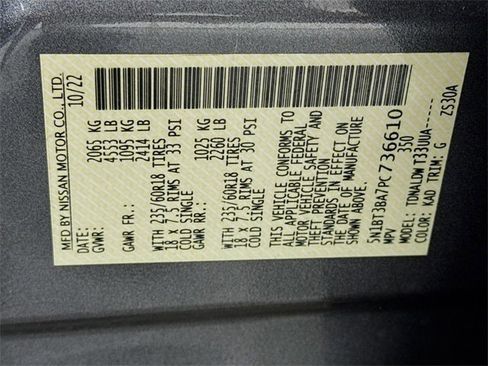 MFD BY NISSAN MOTOR CO.,LTD.
DATE: 10/22
GVWR: 2065 KG
4553 LB
GAWR FR. 1095 KG
2414 LB
WITH 235/60R18 TIRES
18 X 7.5 RIMS AT 33 PSI
COLD SINGLE
GAWR RR. 1025 KG
2260 LB
WITH 235/60R18 TIRES
18 X 7.5 RIMS AT 30 PSI
COLD SINGLE
THIS VEHICLE CONFORMS TO
ALL APPLICABLE FEDERAL
MOTOR VEHICLE SAFETY AND
THEFT PREVENTION
STANDARDS IN EFFECT ON
THE DATE OF MANUFACTURE
SHOWN ABOVE.
5N1BT3BA7PC736610
MPV 350
MODEL: TDMALDWT33UUA------
COLOR: KAD TRIM: G ZS30A